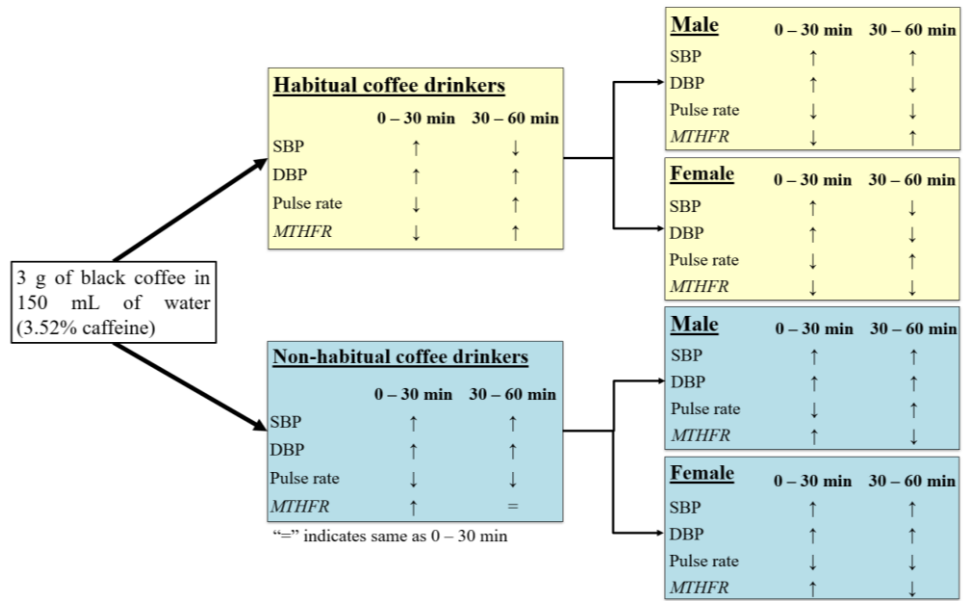 3 g of black coffee in
150 mL of water
(3.52% caffeine)
Habitual coffee drinkers
0 – 30 min 30 – 60 min
SBP ↑ ↓
DBP ↑ ↑
Pulse rate ↓ ↑
MTHFR ↓ ↑
Non-habitual coffee drinkers
0 – 30 min 30 – 60 min
SBP ↑ ↑
DBP ↑ ↑
Pulse rate ↓ ↓
MTHFR ↑ =
“=” indicates same as 0 – 30 min
Male 0 – 30 min 30 – 60 min
SBP ↑ ↑
DBP ↑ ↓
Pulse rate ↓ ↓
MTHFR ↓ ↑
Female 0 – 30 min 30 – 60 min
SBP ↑ ↓
DBP ↑ ↓
Pulse rate ↓ ↑
MTHFR ↓ ↓
Male 0 – 30 min 30 – 60 min
SBP ↑ ↑
DBP ↑ ↑
Pulse rate ↓ ↑
MTHFR ↑ ↓
Female 0 – 30 min 30 – 60 min
SBP ↑ ↑
DBP ↑ ↑
Pulse rate ↓ ↓
MTHFR ↑ ↓